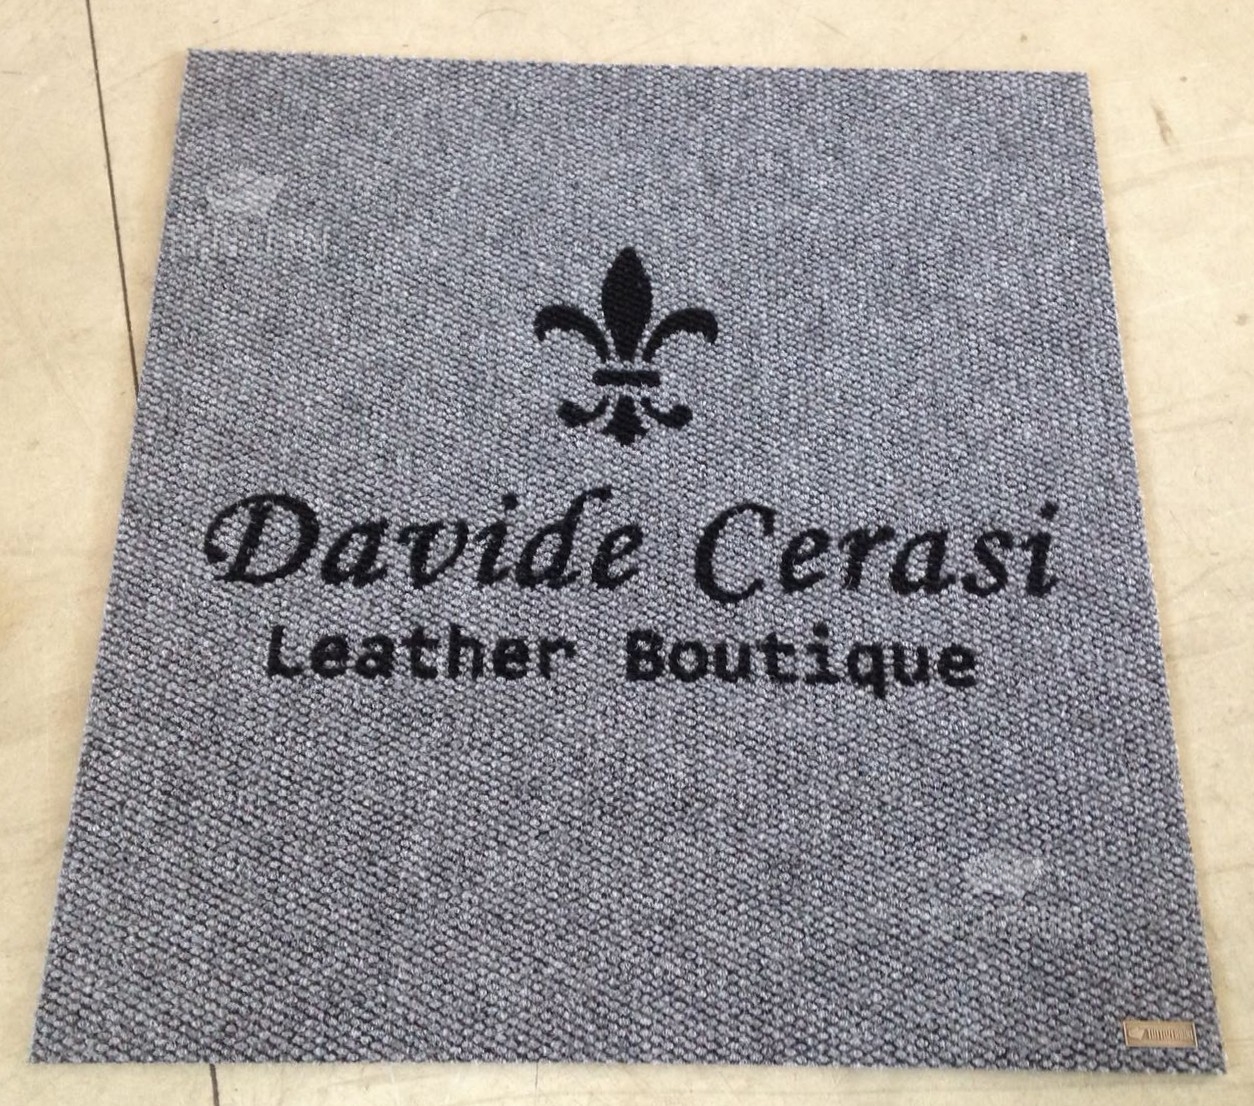 Davide Cerasi
Leather Boutique